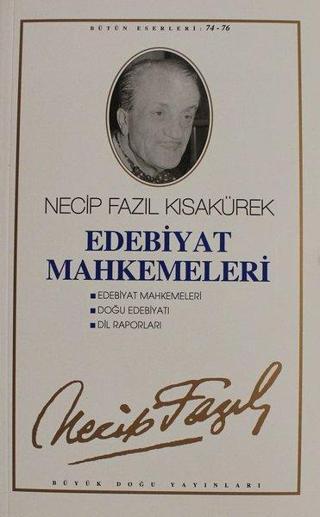 BÜTÜN ESERLERİ: 74 - 76
NECİP FAZIL KISAKÜREK
EDEBİYAT
MAHKEMELERİ
■ EDEBİYAT MAHKEMELERİ
■ DOĞU EDEBİYATI
■ DİL RAPORLARI
Necip Fazıl
BÜYÜK DOĞU YAYINLARI